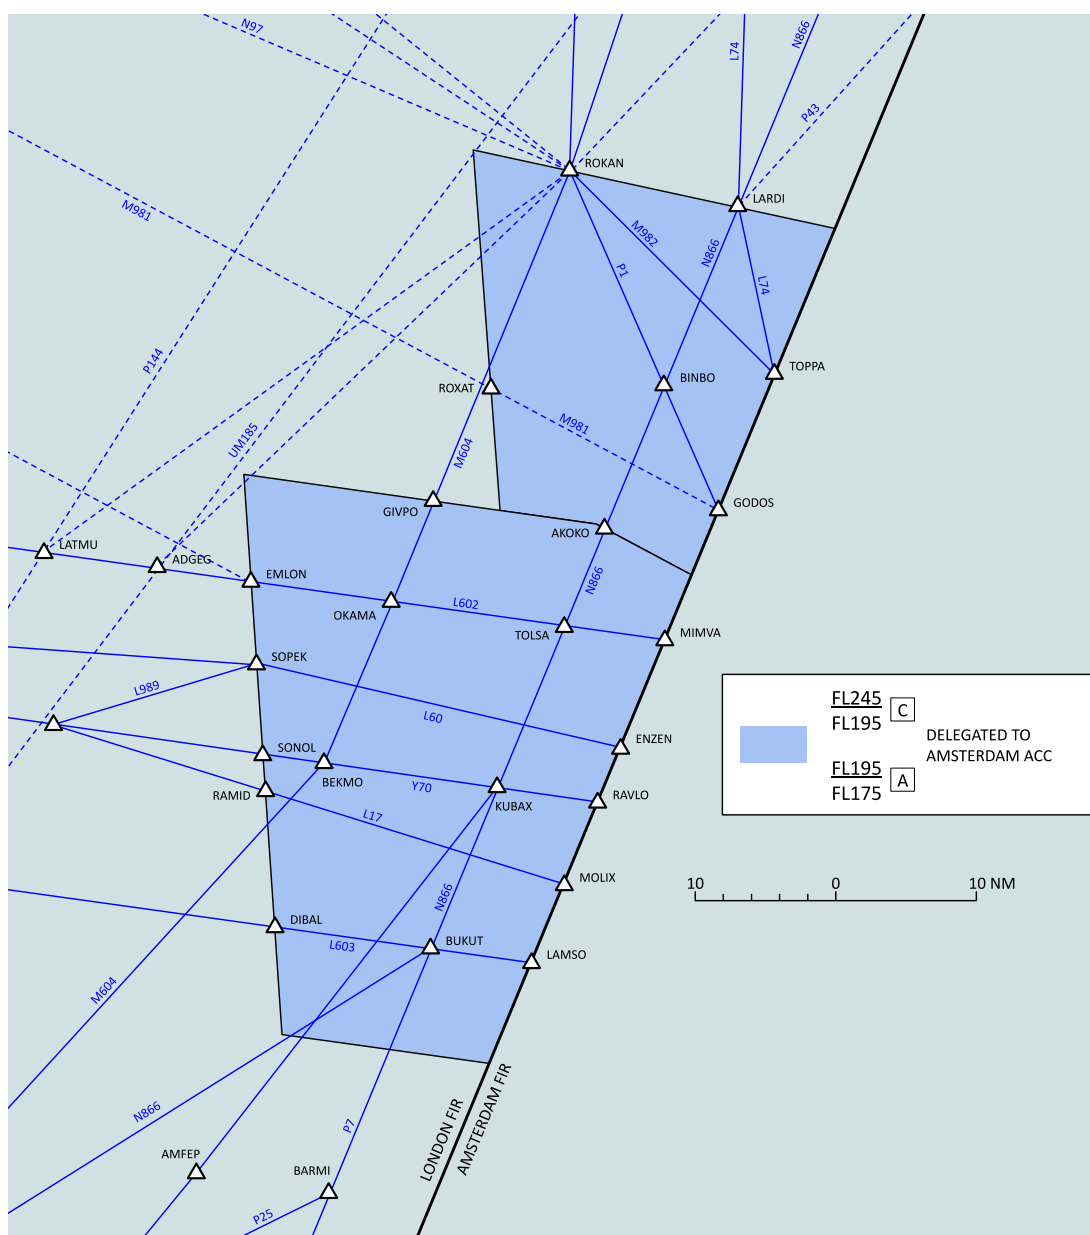 N97
L74
N866
P43
ROKAN
LARDI
M981
M982
N866
P1
L74
P144
TOPPA
BINBO
ROXAT
M981
UM185
M604
GODOS
GIVPO
AKOKO
LATMU
ADGEG
EMLON
N866
L602
OKAMA
TOLSA
MIMVA
SOPEK
L989
L60
ENZEN
FL245
C
FL195
DELEGATED TO
AMSTERDAM ACC
FL195
A
FL175
SONOL
BEKMO
Y70
RAMID
KUBAX
RAVLO
L17
MOLIX
10 0 10 NM
N866
DIBAL
L603
BUKUT
LAMSO
M604
N866
P7
LONDON FIR
AMSTERDAM FIR
AMFEP
BARMI
P25